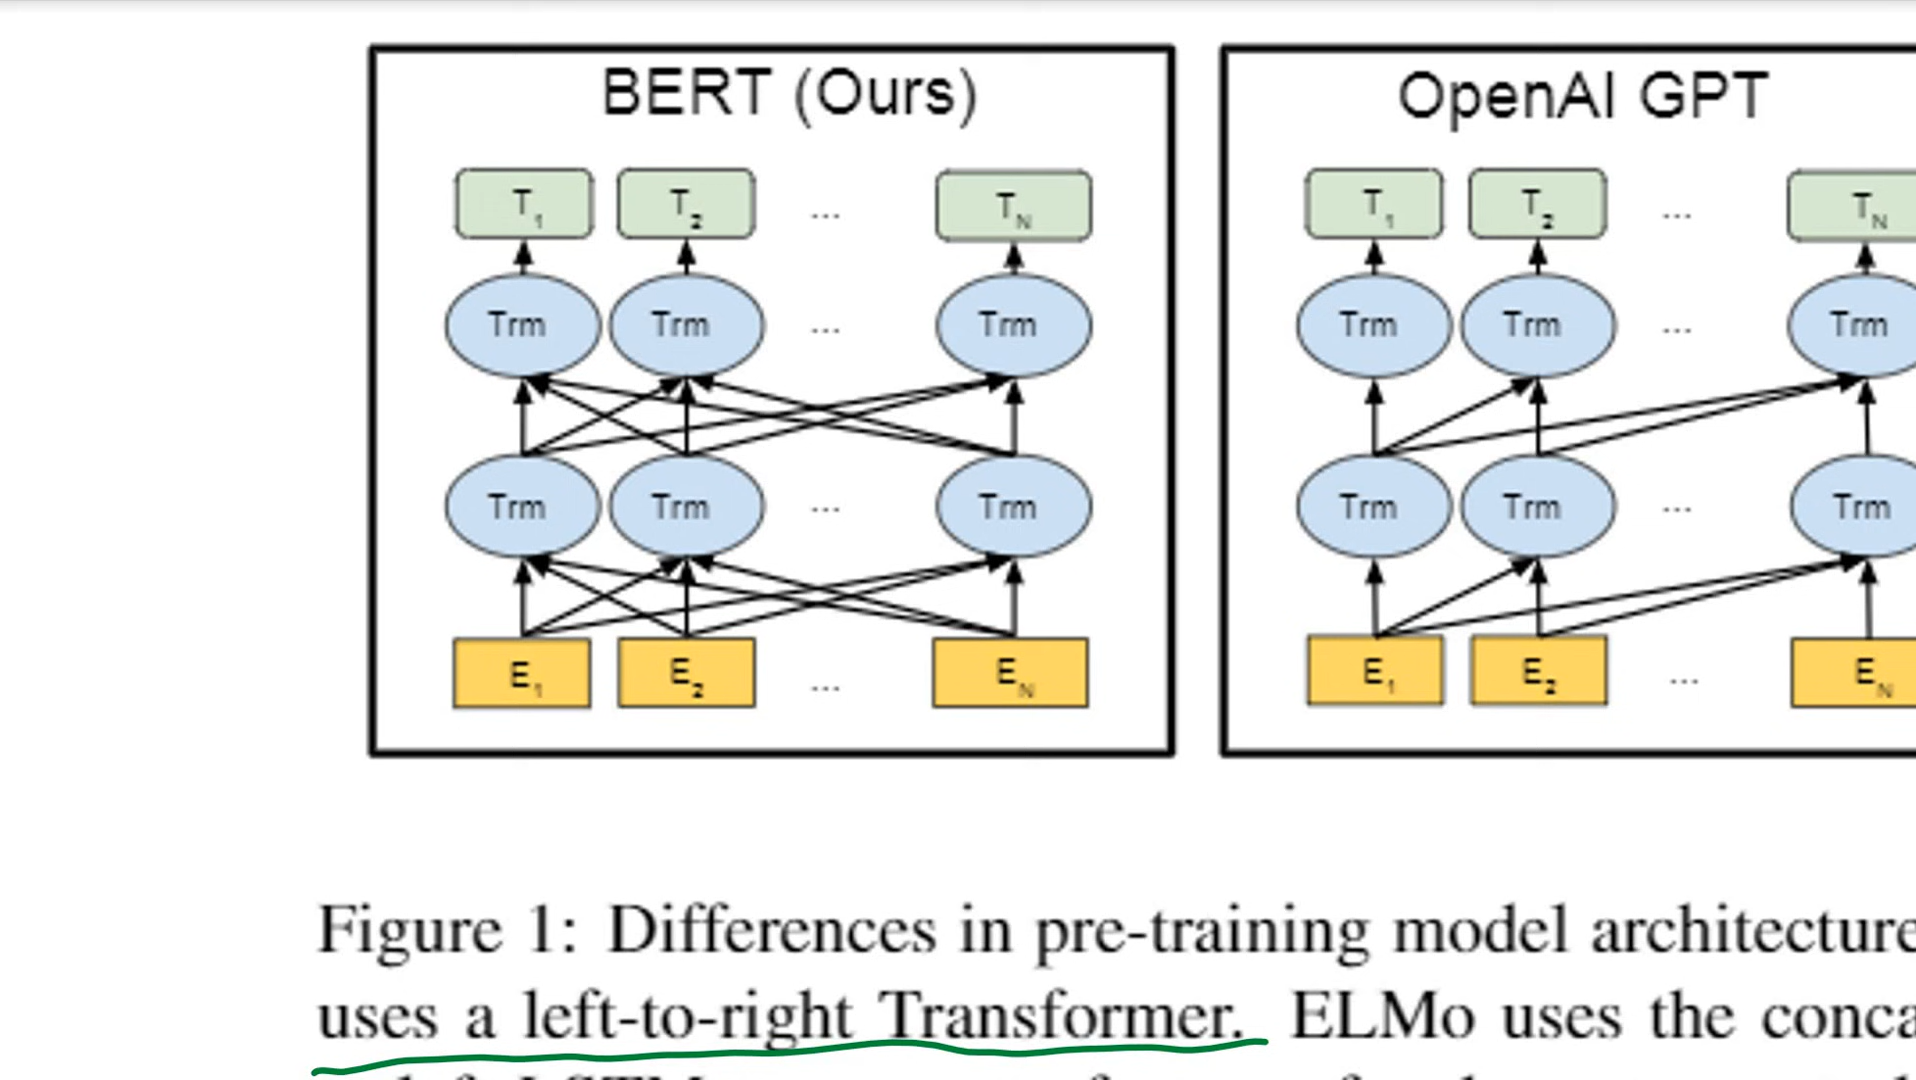 BERT (Ours)
T1 T2 ... TN
Trm Trm ... Trm
Trm Trm ... Trm
E1 E2 ... EN
OpenAI GPT
T1 T2 ... TN
Trm Trm ... Trm
Trm Trm ... Trm
E1 E2 ... EN
Figure 1: Differences in pre-training model architecture
uses a left-to-right Transformer. ELMo uses the conca